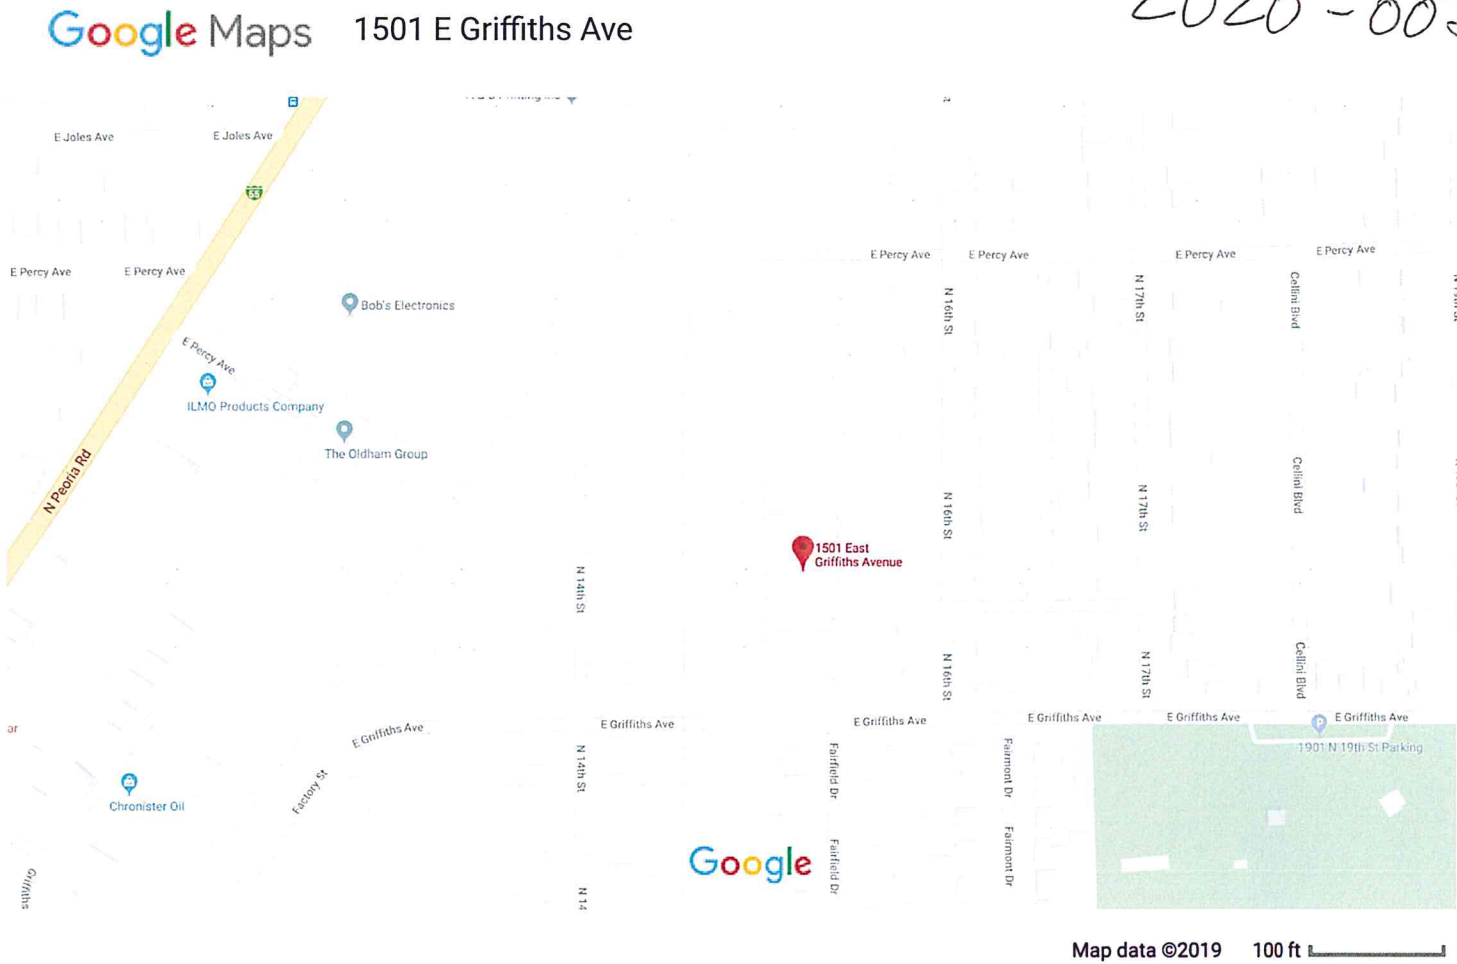 Google Maps 1501 E Griffiths Ave
2020-00
E Joles Ave E Joles Ave
55
E Percy Ave E Percy Ave E Percy Ave E Percy Ave
E Percy Ave E Percy Ave
N 16th St N 17th St Cellini Blvd
Bob's Electronics
E Percy Ave
ILMO Products Company
The Oldham Group
N Peoria Rd
N 16th St N 17th St Cellini Blvd
1501 East
Griffiths Avenue
N 14th St
N 16th St N 17th St Cellini Blvd
ar
E Griffiths Ave E Griffiths Ave E Griffiths Ave E Griffiths Ave E Griffiths Ave P E Griffiths Ave
1901 N 19th St Parking
Factory St N 14th St Fairfield Dr Fairmont Dr
Chronister Oil
Google
Fairfield Dr Fairmont Dr
Griffiths
N 14
Map data ©2019 100 ft